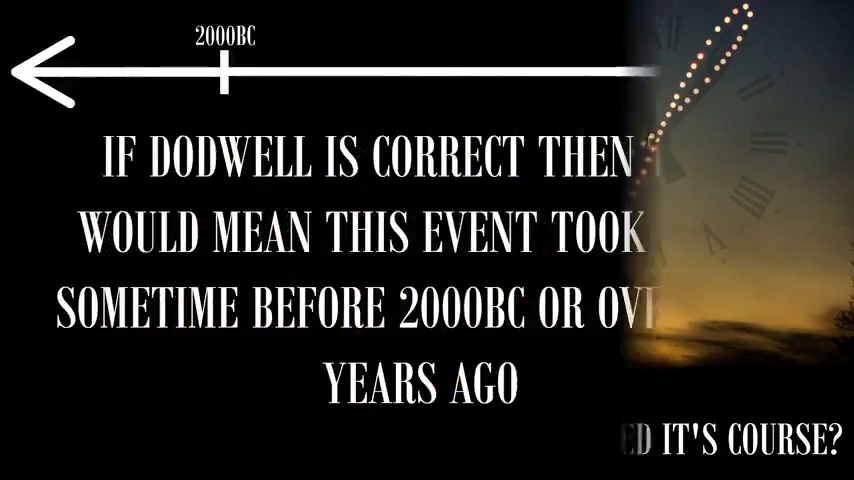 2000BC
IF DODWELL IS CORRECT THEN
WOULD MEAN THIS EVENT TOOK
SOMETIME BEFORE 2000BC OR
YEARS AGO
IT'S COURSE?